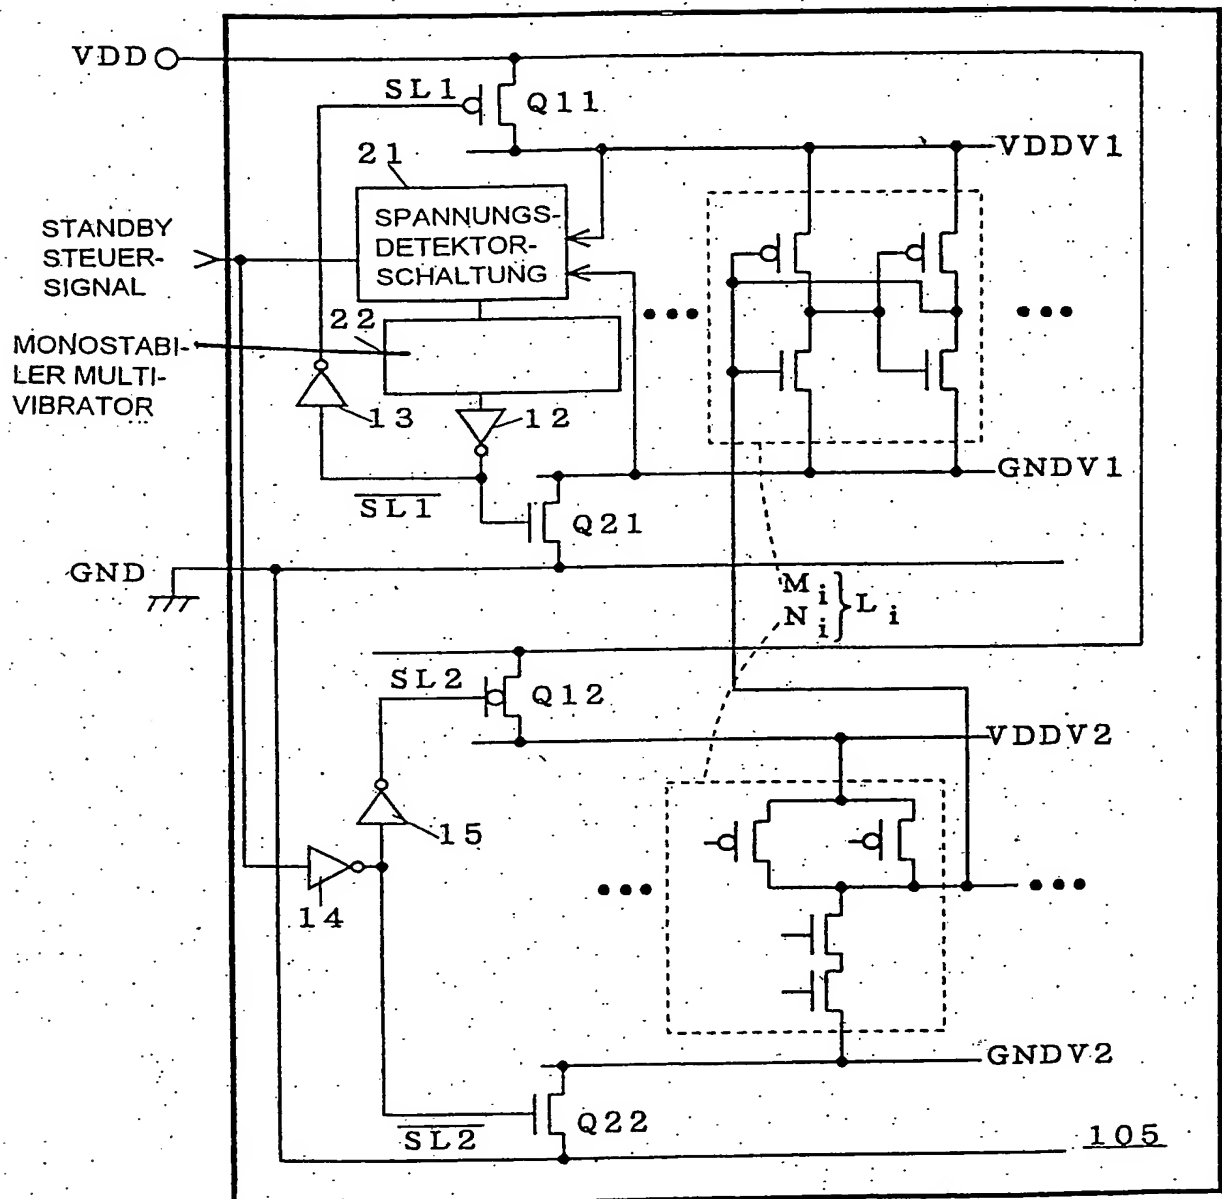 VDD
SL1
Q11
VDDV1
21
SPANNUNGS-
DETEKTOR-
SCHALTUNG
STANDBY
STEUER-
SIGNAL
22
MONOSTABI-
LER MULTI-
VIBRATOR
13
12
SL1
Q21
GNDV1
GND
Mi
Ni
Li
SL2
Q12
VDDV2
15
14
GNDV2
SL2
Q22
105